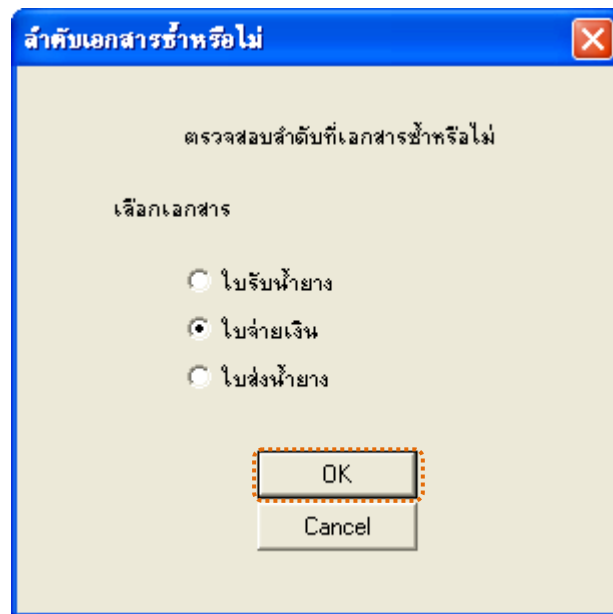 ลำดับเอกสารซ้ำหรือไม่
ตรวจสอบลำดับที่เอกสารซ้ำหรือไม่
เลือกเอกสาร
ใบรับน้ำยาง
ใบจ่ายเงิน
ใบส่งน้ำยาง
OK
Cancel